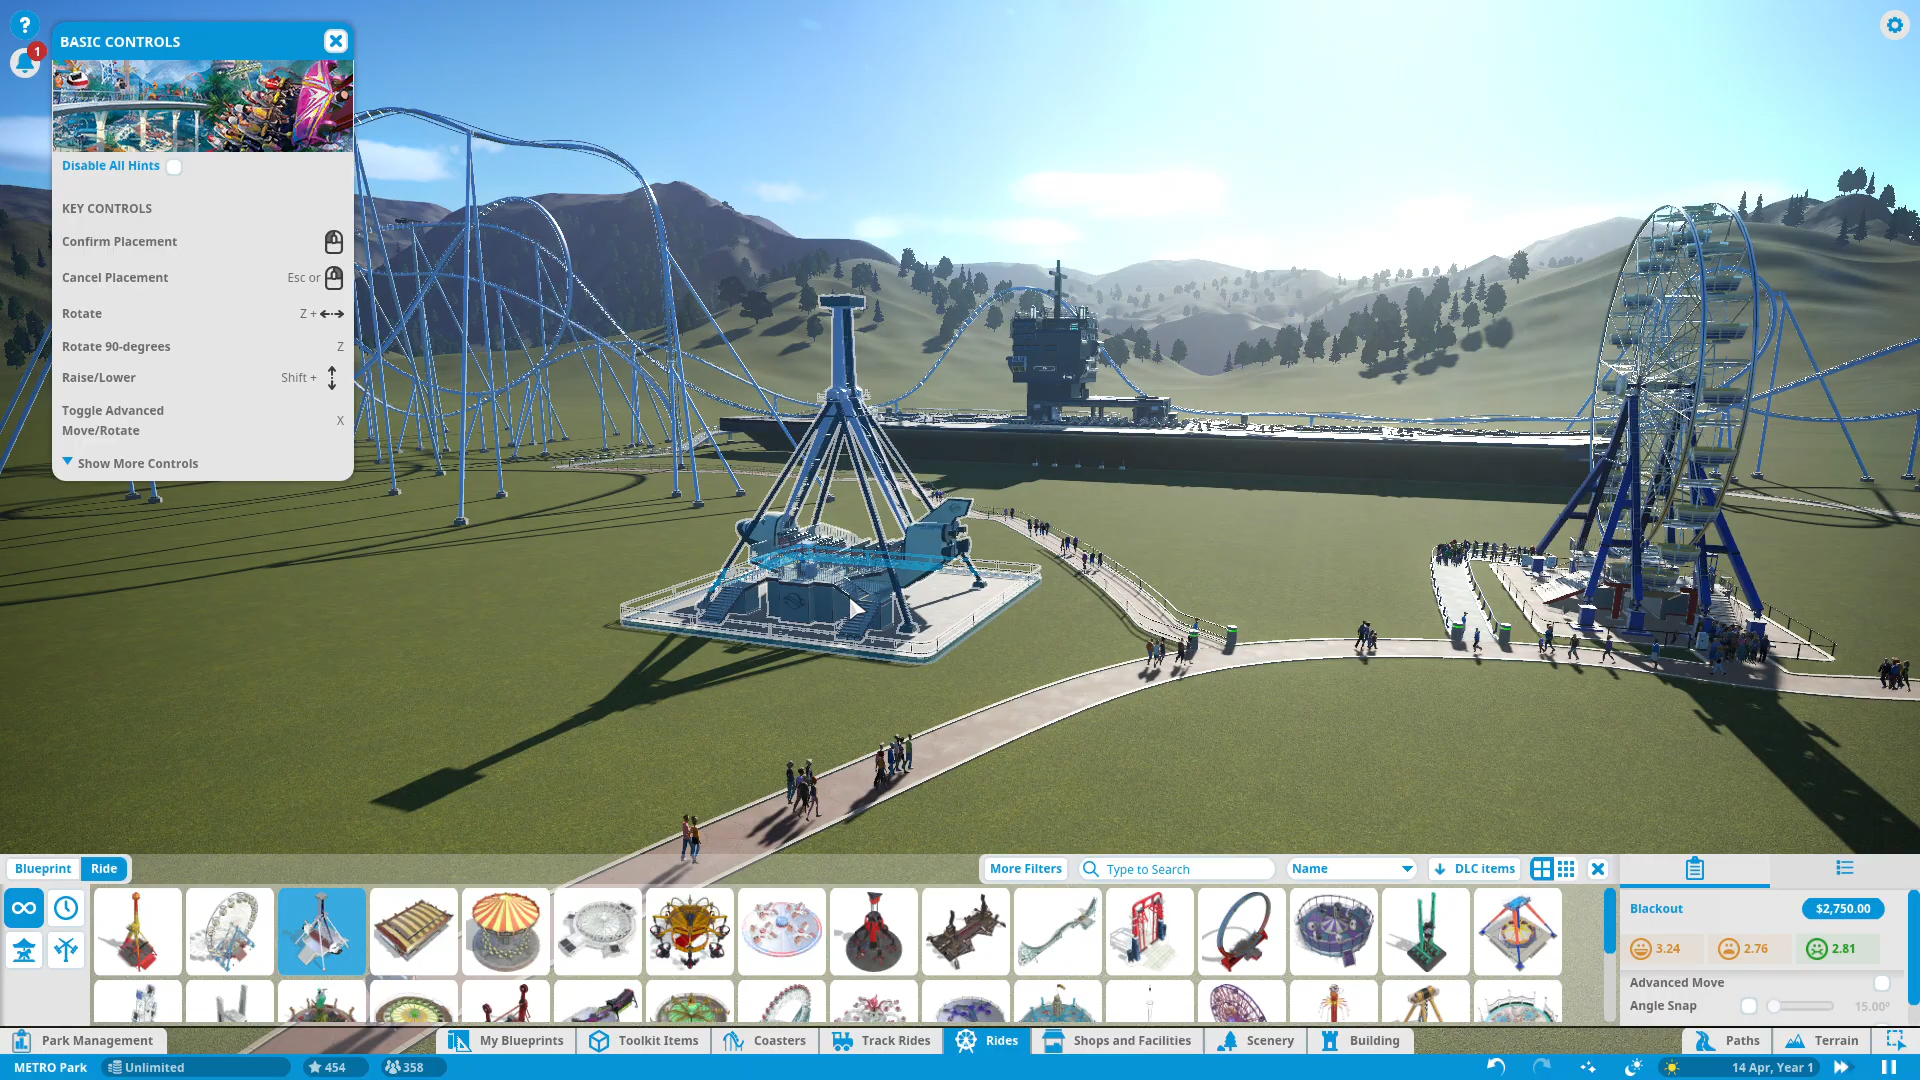 ?
1
BASIC CONTROLS
Disable All Hints
KEY CONTROLS
Confirm Placement
Cancel Placement Esc or
Rotate Z +
Rotate 90-degrees Z
Raise/Lower Shift +
Toggle Advanced
Move/Rotate X
Show More Controls
Blueprint Ride
More Filters Type to Search Name DLC items
Blackout $2,750.00
3.24 2.76 2.81
Advanced Move
Angle Snap 15.00°
Park Management My Blueprints Toolkit Items Coasters Track Rides Rides Shops and Facilities Scenery Building Paths Terrain
METRO Park Unlimited 454 358 14 Apr, Year 1